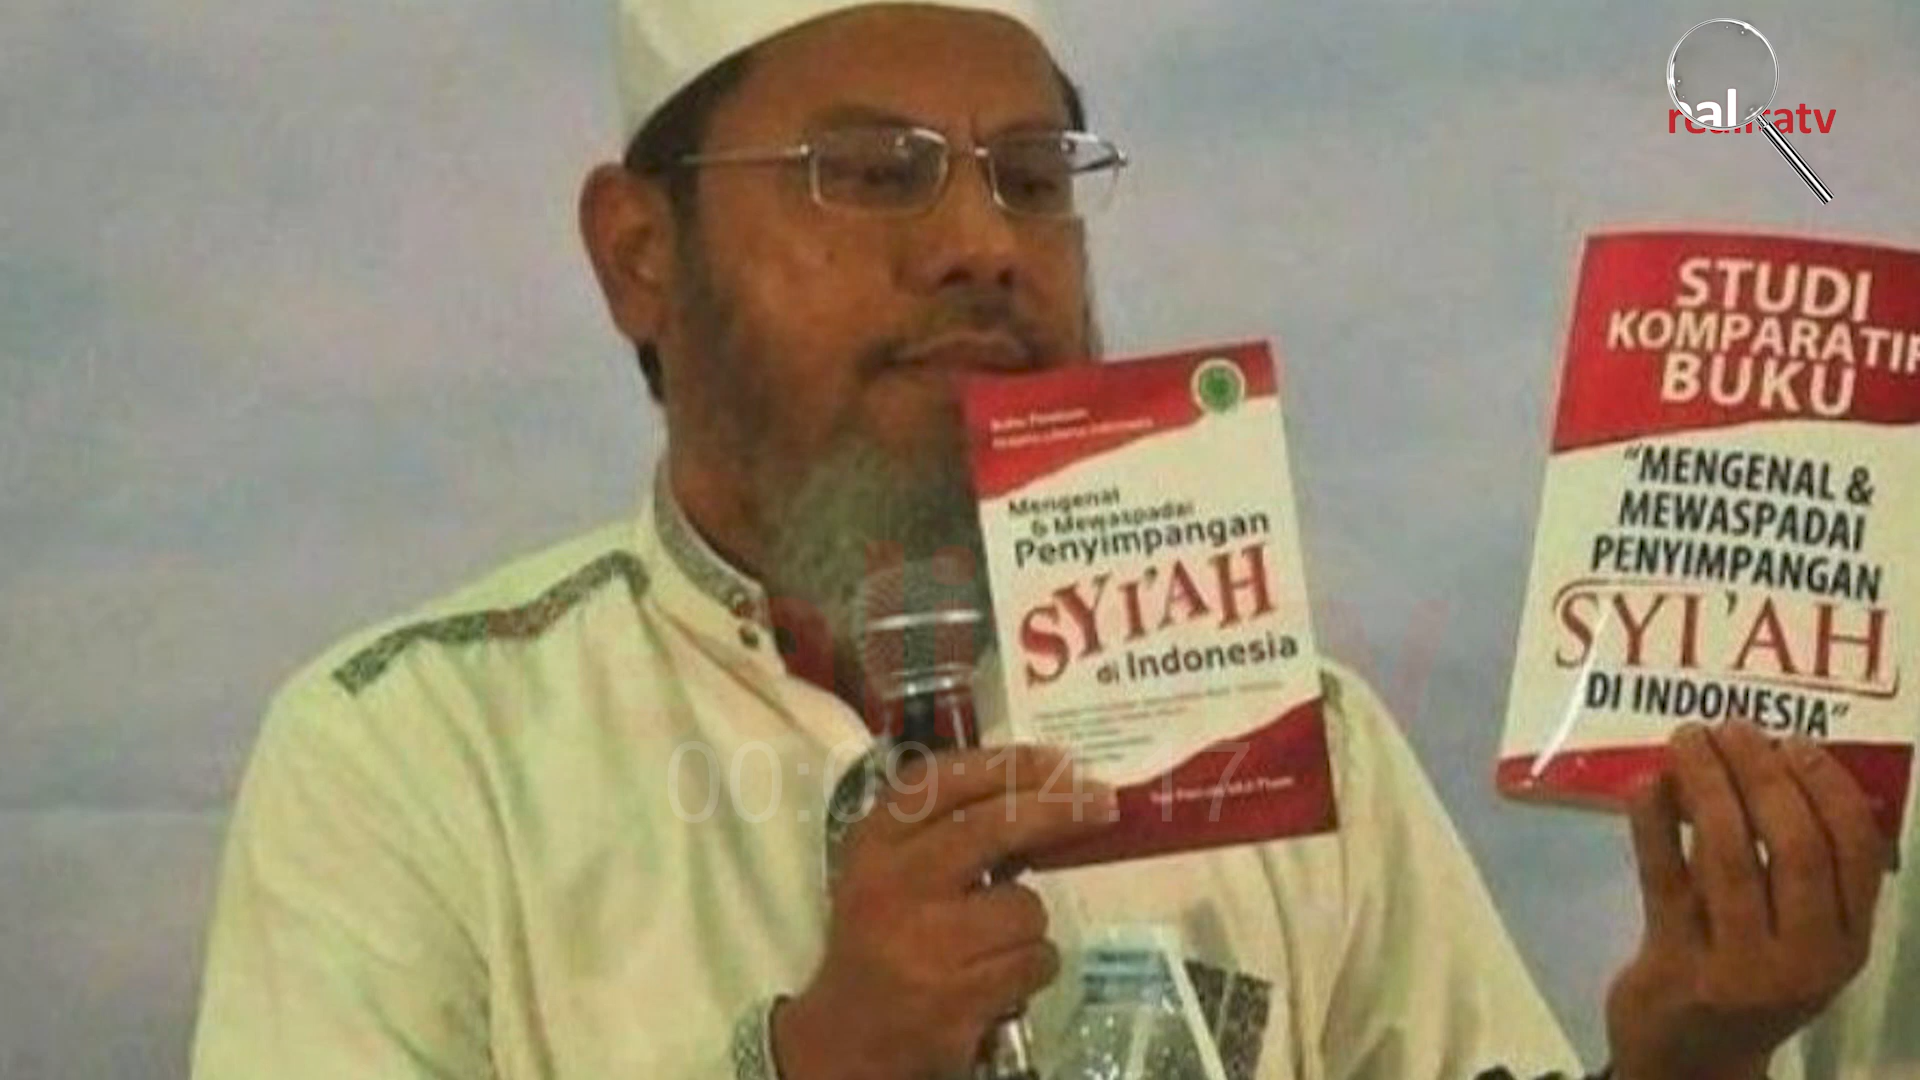 realitatv
Mengenal
& Mewaspadai
Penyimpangan
SYI'AH
di Indonesia
00:09:14:17
STUDI
KOMPARATIF
BUKU
"MENGENAL &
MEWASPADAI
PENYIMPANGAN
SYI'AH
DI INDONESIA"